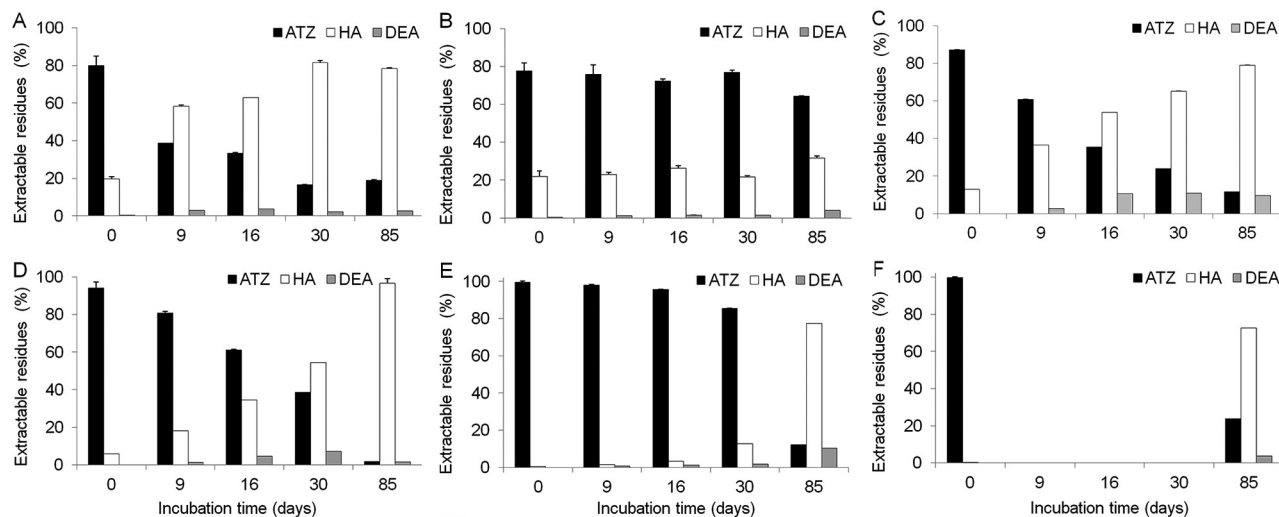 A
Extractable residues (%)
ATZ HA DEA
100
80
60
40
20
0
0 9 16 30 85
B
Extractable residues (%)
ATZ HA DEA
100
80
60
40
20
0
0 9 16 30 85
C
Extractable residues (%)
ATZ HA DEA
100
80
60
40
20
0
0 9 16 30 85
D
Extractable residues (%)
ATZ HA DEA
100
80
60
40
20
0
0 9 16 30 85
Incubation time (days)
E
Extractable residues (%)
ATZ HA DEA
100
80
60
40
20
0
0 9 16 30 85
Incubation time (days)
F
Extractable residues (%)
ATZ HA DEA
100
80
60
40
20
0
0 9 16 30 85
Incubation time (days)